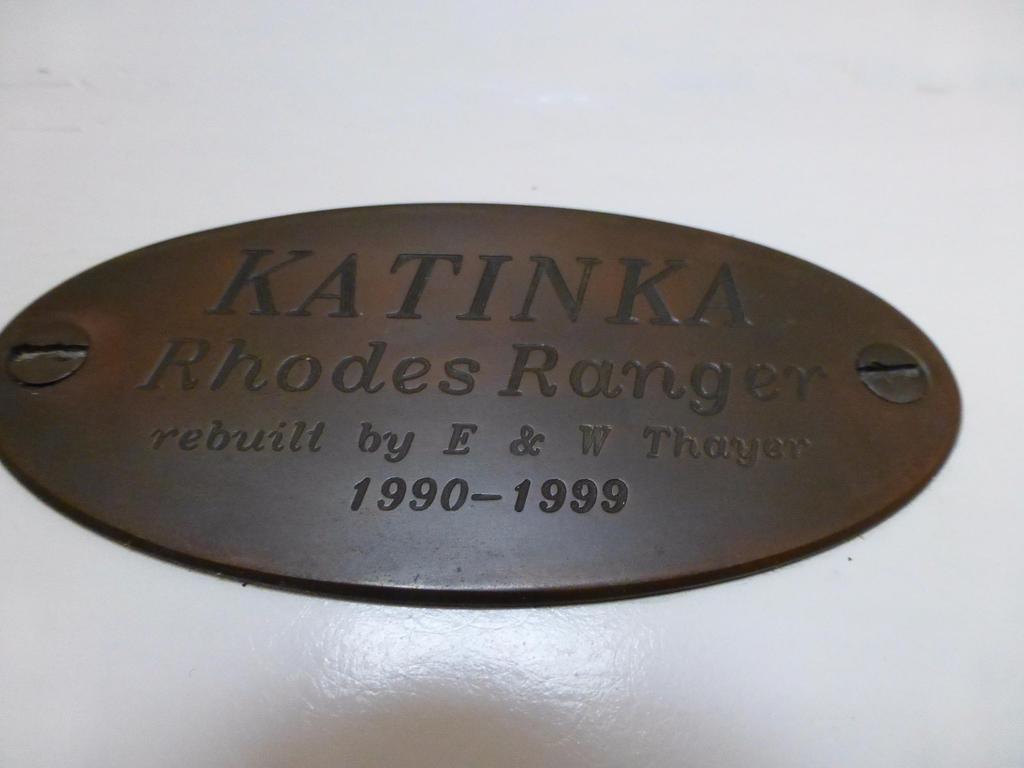 KATINKA
Rhodes Ranger
rebuilt by E & W Thayer
1990-1999